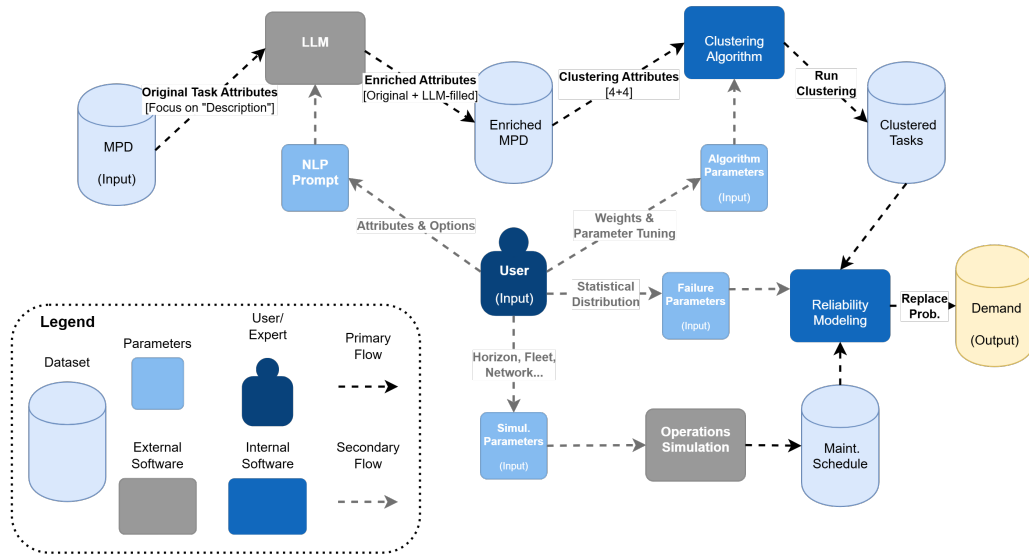 LLM
Clustering
Algorithm
Original Task Attributes
[Focus on "Description"]
Enriched Attributes
[Original + LLM-filled]
Clustering Attributes
[4+4]
Run
Clustering
MPD
(Input)
Enriched
MPD
Clustered
Tasks
NLP
Prompt
Algorithm
Parameters
(Input)
Attributes & Options
Weights &
Parameter Tuning
User
(Input)
Statistical
Distribution
Failure
Parameters
(Input)
Reliability
Modeling
Replace
Prob.
Demand
(Output)
Horizon, Fleet,
Network...
Simul.
Parameters
(Input)
Operations
Simulation
Maint.
Schedule
Legend
Dataset
Parameters
User/
Expert
Primary
Flow
External
Software
Internal
Software
Secondary
Flow